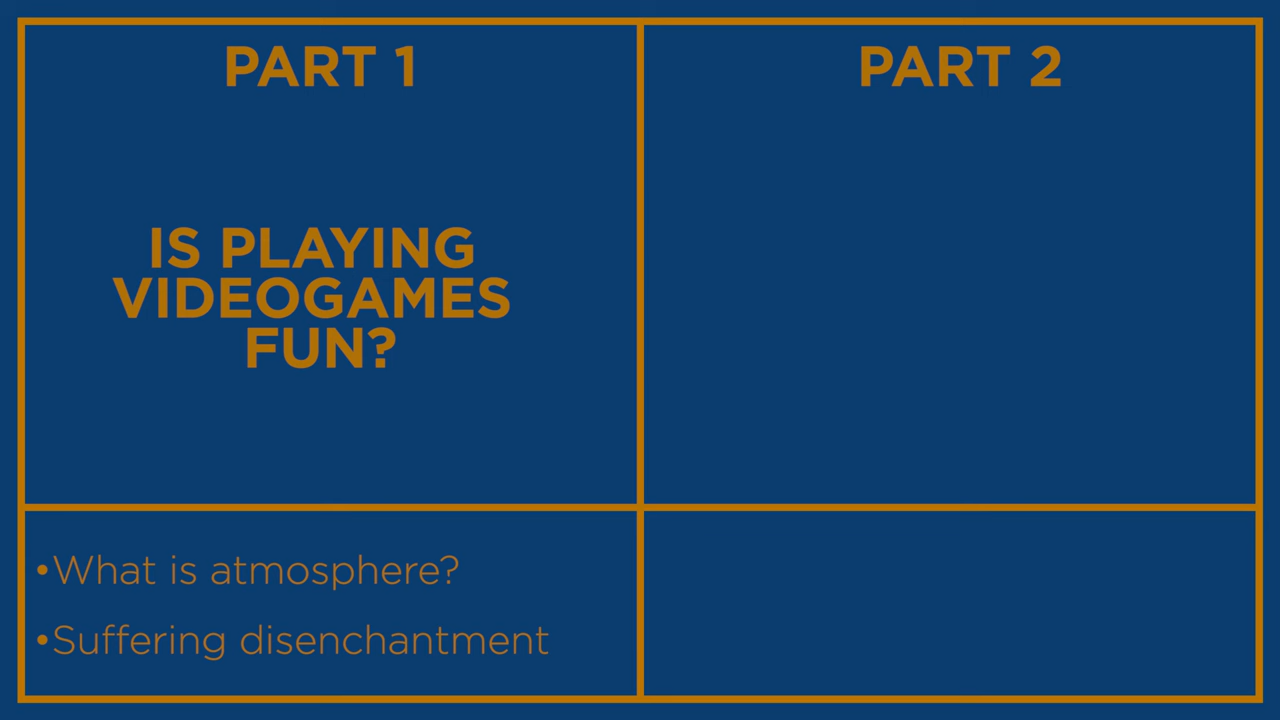 PART 1
PART 2
IS PLAYING
VIDEOGAMES
FUN?
•What is atmosphere?
•Suffering disenchantment